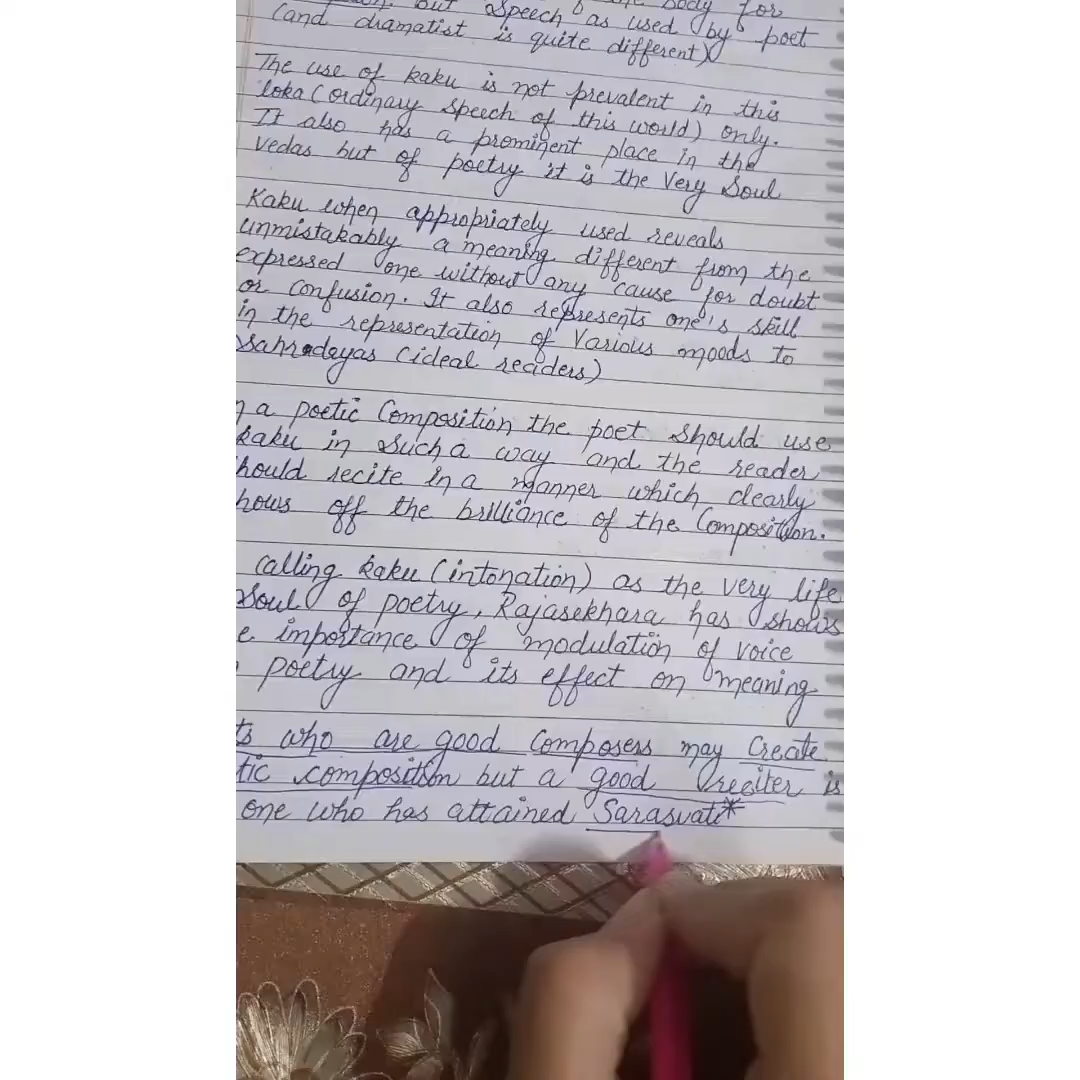 But Speech as used by poet
(and dramatist is quite different)
The use of kaku is not prevalent in this
loka (ordinary speech of this world) only.
It also has a prominent place in the
vedas but of poetry it is the Very Soul
Kaku when appropriately used reveals
unmistakably a meaning different from the
expressed one without any cause for doubt
or confusion. It also represents one's skill
in the representation of Various moods to
sahradayas (ideal readers)
a poetic Composition the poet should use
kaku in such a way and the reader
hould recite in a manner which clearly
hows off the brilliance of the Composition.
calling kaku (intonation) as the very life
Soul of poetry, Rajasekhara has shows
e importance of modulation of voice
poetry and its effect on meaning
ts who are good Composers may Create
tic composition but a good reciter is
one who has attained Sarasvati*